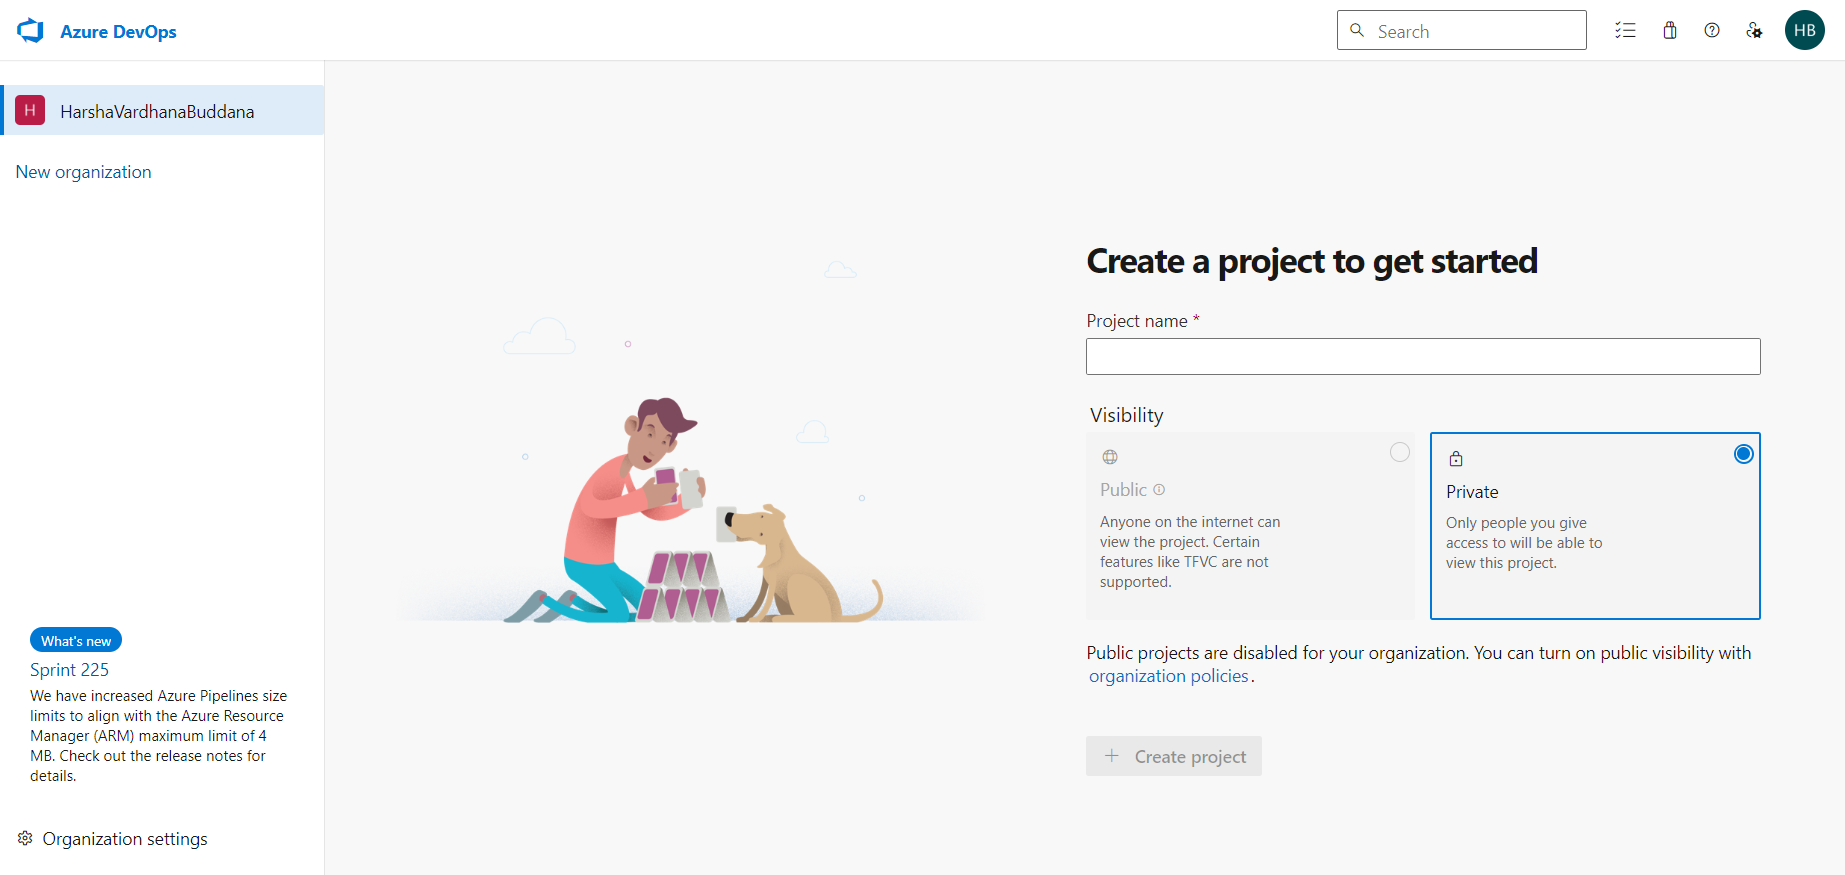 Azure DevOps
Search
HB
H
HarshaVardhanaBuddana
New organization
Create a project to get started
Project name *
Visibility
Public
Anyone on the internet can
view the project. Certain
features like TFVC are not
supported.
Private
Only people you give
access to will be able to
view this project.
Public projects are disabled for your organization. You can turn on public visibility with
organization policies.
+ Create project
What's new
Sprint 225
We have increased Azure Pipelines size
limits to align with the Azure Resource
Manager (ARM) maximum limit of 4
MB. Check out the release notes for
details.
Organization settings